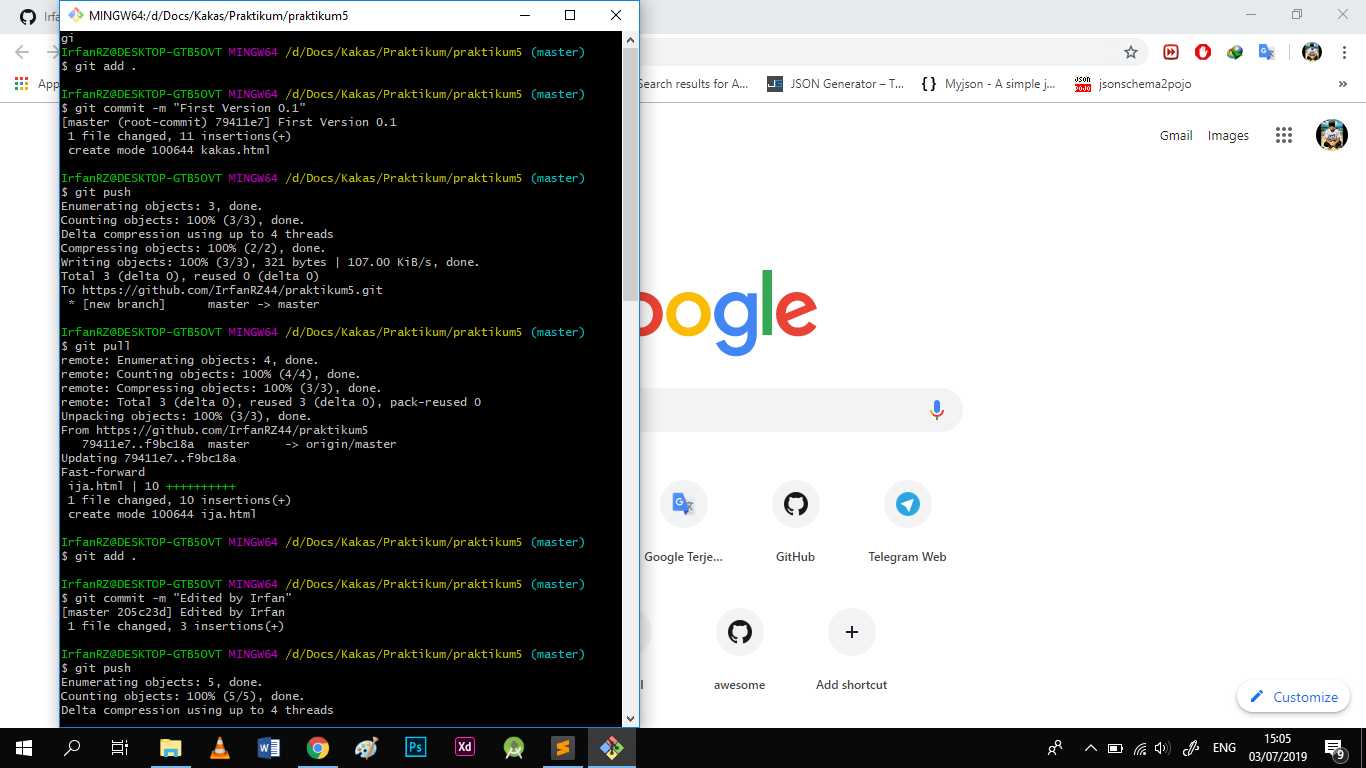 MINGW64:/d/Docs/Kakas/Praktikum/praktikum5
gi
IrfanRZ@DESKTOP-GTB5OVT MINGW64 /d/Docs/Kakas/Praktikum/praktikum5 (master)
$ git add .
IrfanRZ@DESKTOP-GTB5OVT MINGW64 /d/Docs/Kakas/Praktikum/praktikum5 (master)
$ git commit -m "First Version 0.1"
[master (root-commit) 79411e7] First Version 0.1
1 file changed, 11 insertions(+)
create mode 100644 kakas.html
IrfanRZ@DESKTOP-GTB5OVT MINGW64 /d/Docs/Kakas/Praktikum/praktikum5 (master)
$ git push
Enumerating objects: 3, done.
Counting objects: 100% (3/3), done.
Delta compression using up to 4 threads
Compressing objects: 100% (2/2), done.
Writing objects: 100% (3/3), 321 bytes | 107.00 KiB/s, done.
Total 3 (delta 0), reused 0 (delta 0)
To https://github.com/IrfanRZ44/praktikum5.git
* [new branch]      master -> master
IrfanRZ@DESKTOP-GTB5OVT MINGW64 /d/Docs/Kakas/Praktikum/praktikum5 (master)
$ git pull
remote: Enumerating objects: 4, done.
remote: Counting objects: 100% (4/4), done.
remote: Compressing objects: 100% (3/3), done.
remote: Total 3 (delta 0), reused 3 (delta 0), pack-reused 0
Unpacking objects: 100% (3/3), done.
From https://github.com/IrfanRZ44/praktikum5
79411e7..f9bc18a  master     -> origin/master
Updating 79411e7..f9bc18a
Fast-forward
ija.html | 10 ++++++++++
1 file changed, 10 insertions(+)
create mode 100644 ija.html
IrfanRZ@DESKTOP-GTB5OVT MINGW64 /d/Docs/Kakas/Praktikum/praktikum5 (master)
$ git add .
IrfanRZ@DESKTOP-GTB5OVT MINGW64 /d/Docs/Kakas/Praktikum/praktikum5 (master)
$ git commit -m "Edited by Irfan"
[master 205c23d] Edited by Irfan
1 file changed, 3 insertions(+)
IrfanRZ@DESKTOP-GTB5OVT MINGW64 /d/Docs/Kakas/Praktikum/praktikum5 (master)
$ git push
Enumerating objects: 5, done.
Counting objects: 100% (5/5), done.
Delta compression using up to 4 threads
Irfa
App
Search results for A...
JSON Generator – T...
Myjson - A simple j...
JSON POJO
jsonschema2pojo
Gmail
Images
oogle
Google Terje...
GitHub
Telegram Web
awesome
Add shortcut
Customize
Ps
Xd
ENG
15:05
03/07/2019
9